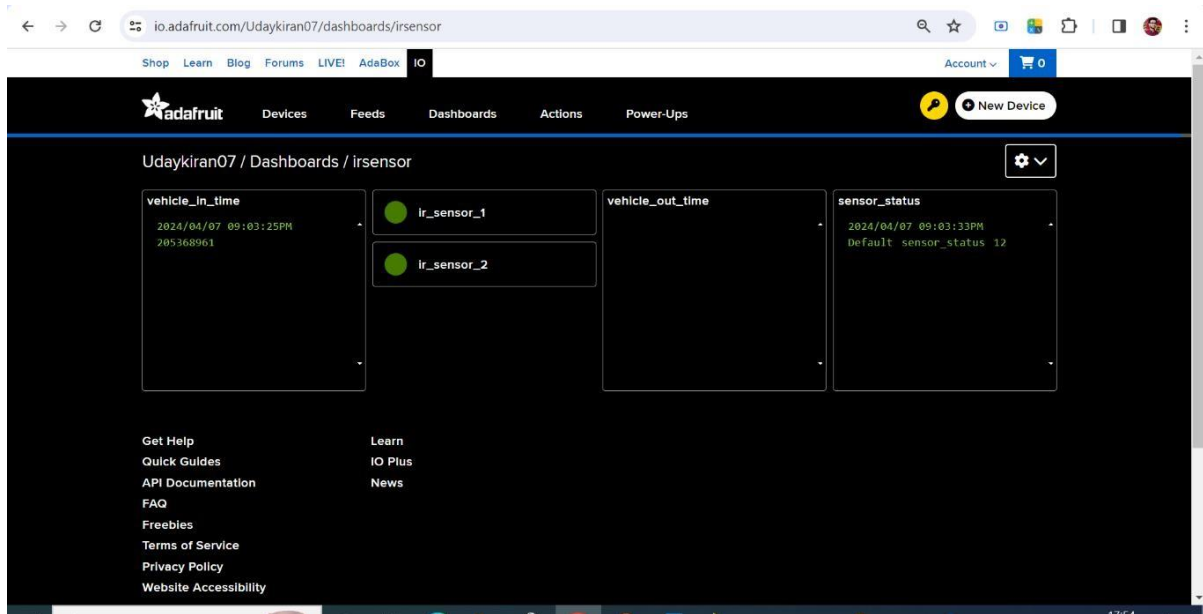 io.adafruit.com/Udaykiran07/dashboards/irsensor
Shop Learn Blog Forums LIVE! AdaBox IO Account 0
adafruit Devices Feeds Dashboards Actions Power-Ups New Device
Udaykiran07 / Dashboards / irsensor
vehicle_in_time
2024/04/07 09:03:25PM
205368961
ir_sensor_1
ir_sensor_2
vehicle_out_time
sensor_status
2024/04/07 09:03:33PM
Default sensor_status 12
Get Help
Quick Guides
API Documentation
FAQ
Freebies
Terms of Service
Privacy Policy
Website Accessibility
Learn
IO Plus
News